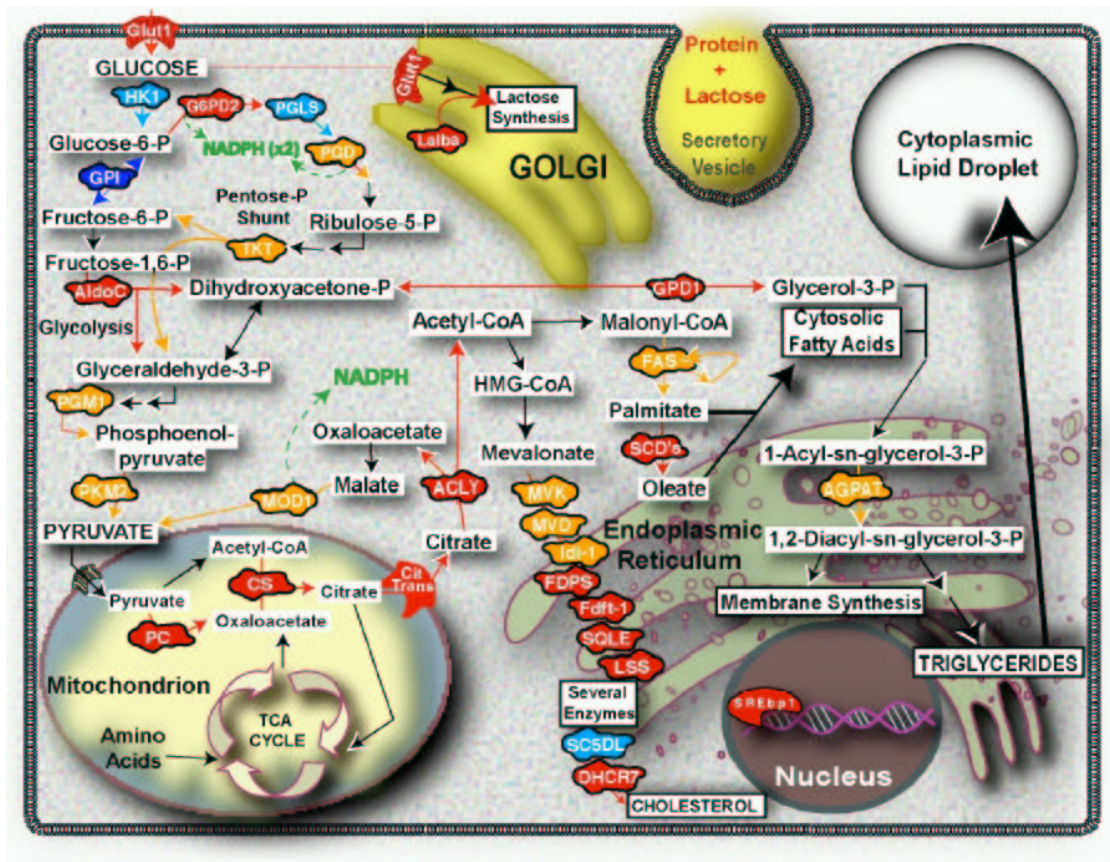 Glut1
GLUCOSE
HK1
G6PD2
PGLS
Glucose-6-P
NADPH (x2)
PGD
GPI
Pentose-P
Shunt
Fructose-6-P
Ribulose-5-P
TKT
Fructose-1,6-P
AldoC
Dihydroxyacetone-P
Glycolysis
Glyceraldehyde-3-P
PGM1
Phosphoenol-
pyruvate
PKM2
PYRUVATE
Glut1
Lactose
Synthesis
Lalba
GOLGI
Protein
+
Lactose
Secretory
Vesicle
Cytoplasmic
Lipid Droplet
GPD1
Glycerol-3-P
Acetyl-CoA
Malonyl-CoA
Cytosolic
Fatty Acids
FAS
HMG-CoA
NADPH
Palmitate
Oxaloacetate
Mevalonate
SCD's
1-Acyl-sn-glycerol-3-P
MOD1
Malate
ACLY
MVK
Oleate
AGPAT
MVD
Endoplasmic
Reticulum
1,2-Diacyl-sn-glycerol-3-P
Citrate
Idi-1
Acetyl-CoA
CS
Citrate
Cit
Trans
FDPS
Membrane Synthesis
Pyruvate
PC
Oxaloacetate
Fdft-1
SQLE
LSS
TRIGLYCERIDES
Mitochondrion
Several
Enzymes
SREbp1
TCA
CYCLE
Amino
Acids
SC5DL
DHCR7
Nucleus
CHOLESTEROL